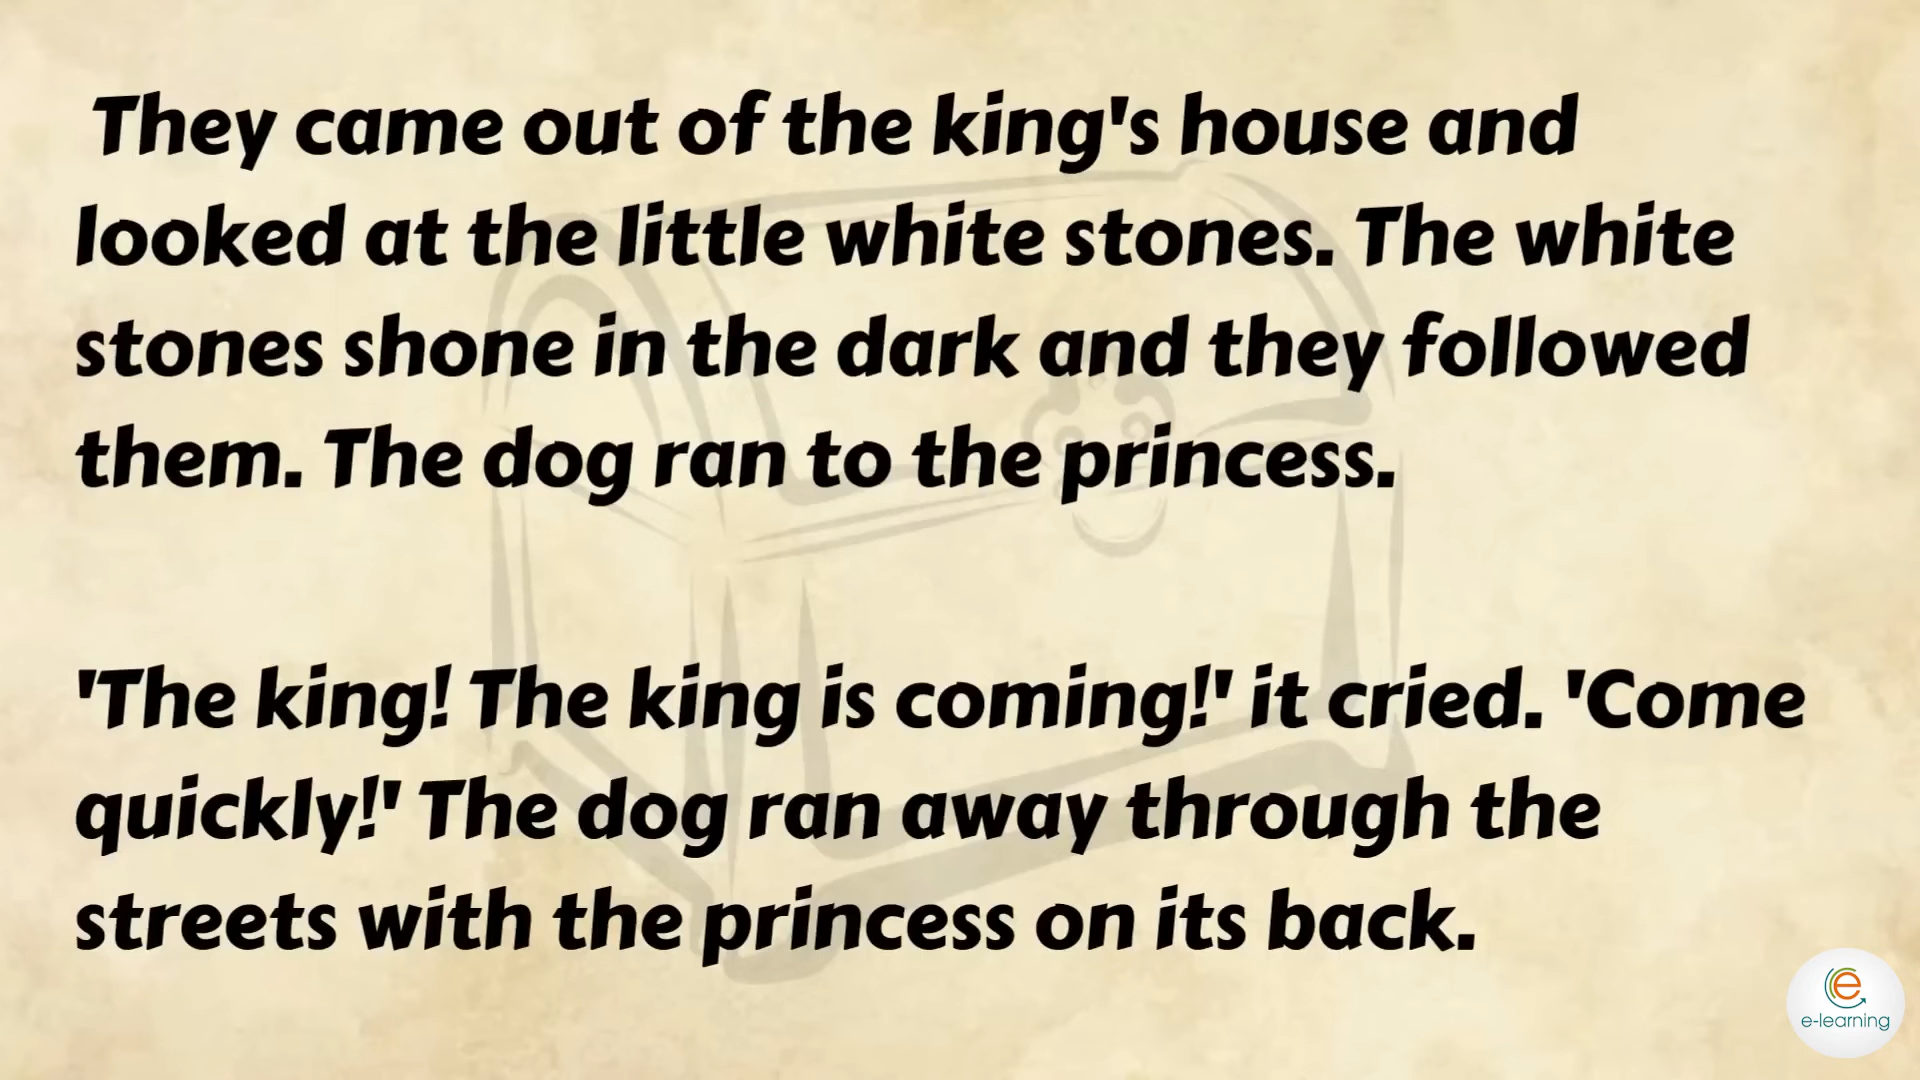 They came out of the king's house and
looked at the little white stones. The white
stones shone in the dark and they followed
them. The dog ran to the princess.
'The king! The king is coming!' it cried. 'Come
quickly!' The dog ran away through the
streets with the princess on its back.
e
e-learning